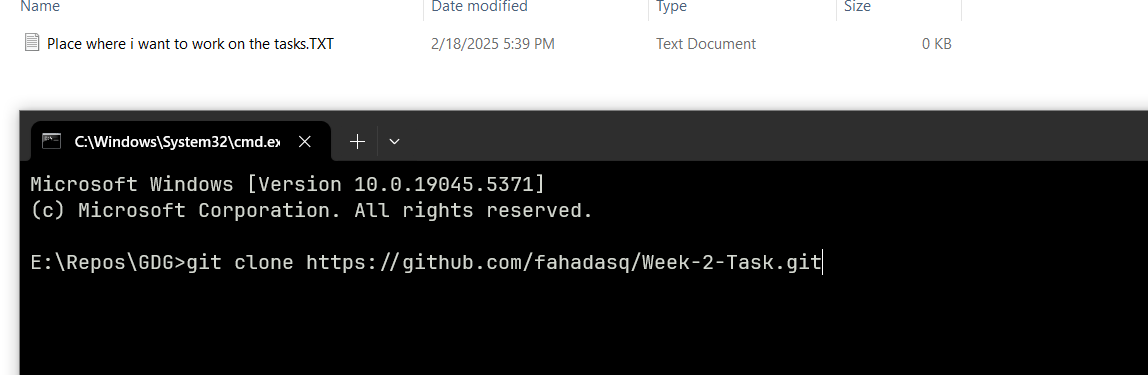 Name Date modified Type Size
Place where i want to work on the tasks.TXT 2/18/2025 5:39 PM Text Document 0 KB
C:\Windows\System32\cmd.ex
Microsoft Windows [Version 10.0.19045.5371]
(c) Microsoft Corporation. All rights reserved.
E:\Repos\GDG>git clone https://github.com/fahadasq/Week-2-Task.git